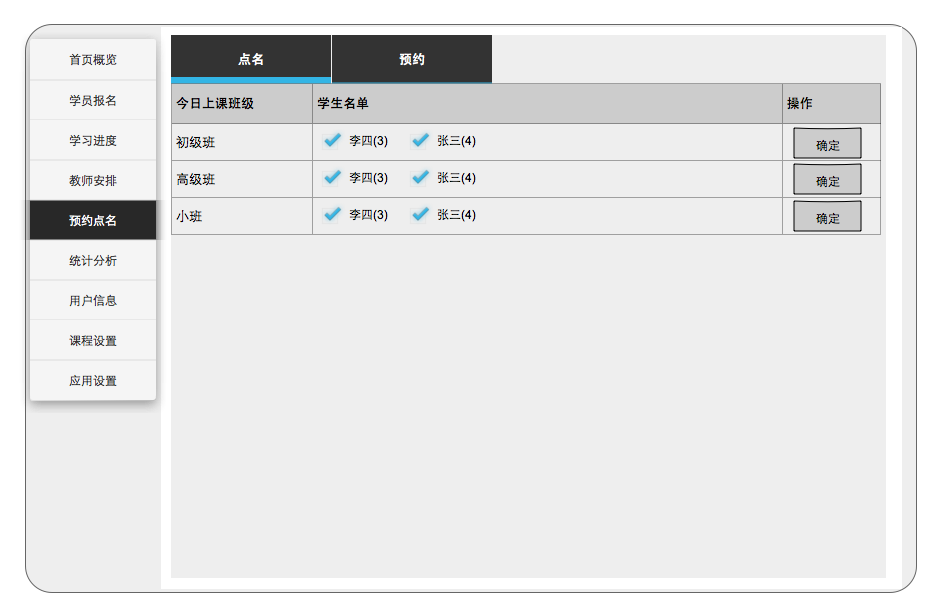 首页概览
学员报名
学习进度
教师安排
预约点名
统计分析
用户信息
课程设置
应用设置
点名 预约
今日上课班级 学生名单 操作
初级班 李四(3) 张三(4) 确定
高级班 李四(3) 张三(4) 确定
小班 李四(3) 张三(4) 确定